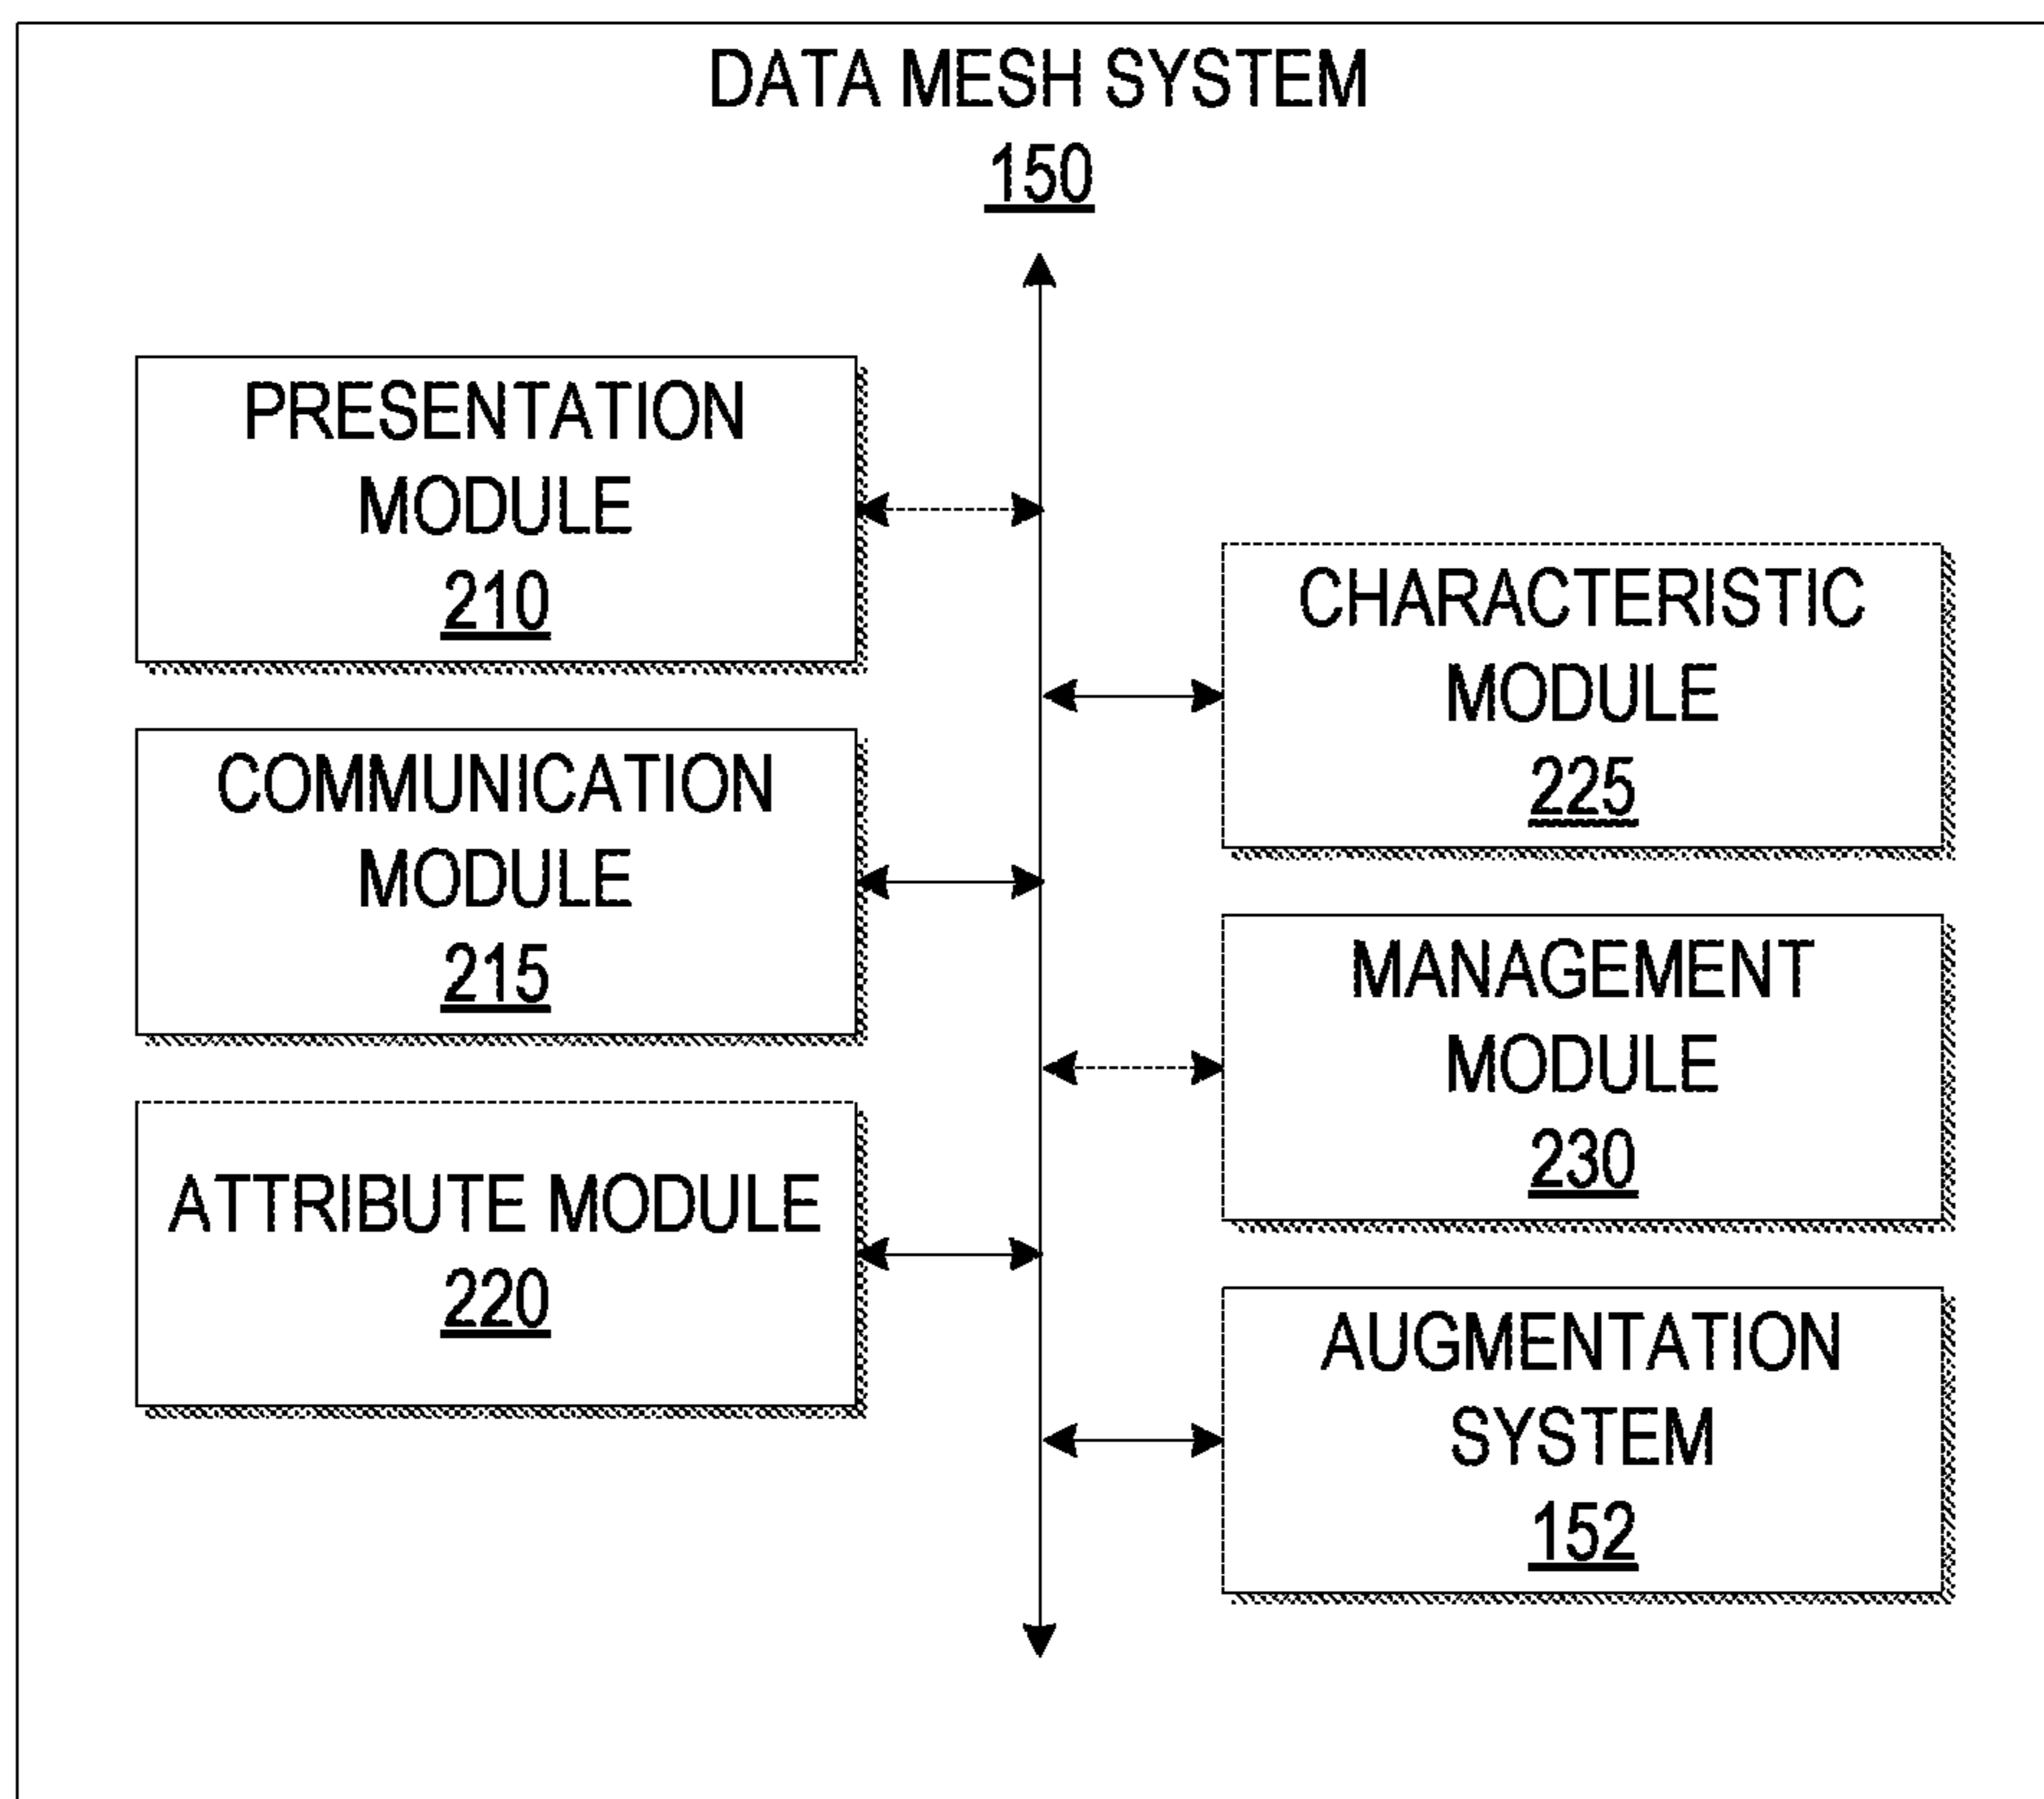 DATA MESH SYSTEM
150
PRESENTATION
MODULE
210
COMMUNICATION
MODULE
215
ATTRIBUTE MODULE
220
CHARACTERISTIC
MODULE
225
MANAGEMENT
MODULE
230
AUGMENTATION
SYSTEM
152